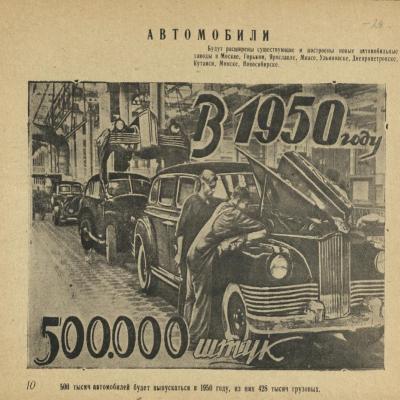 -24-
АВТОМОБИЛИ
Будут расширены существующие и построены новые автомобильные
заводы в Москве, Горьком, Ярославле, Миасе, Ульяновске, Днепропетровске,
Кутаиси, Минске, Новосибирске.
В 1950 году
500.000 штук
10
500 тысяч автомобилей будет выпускаться в 1950 году, из них 428 тысяч грузовых.